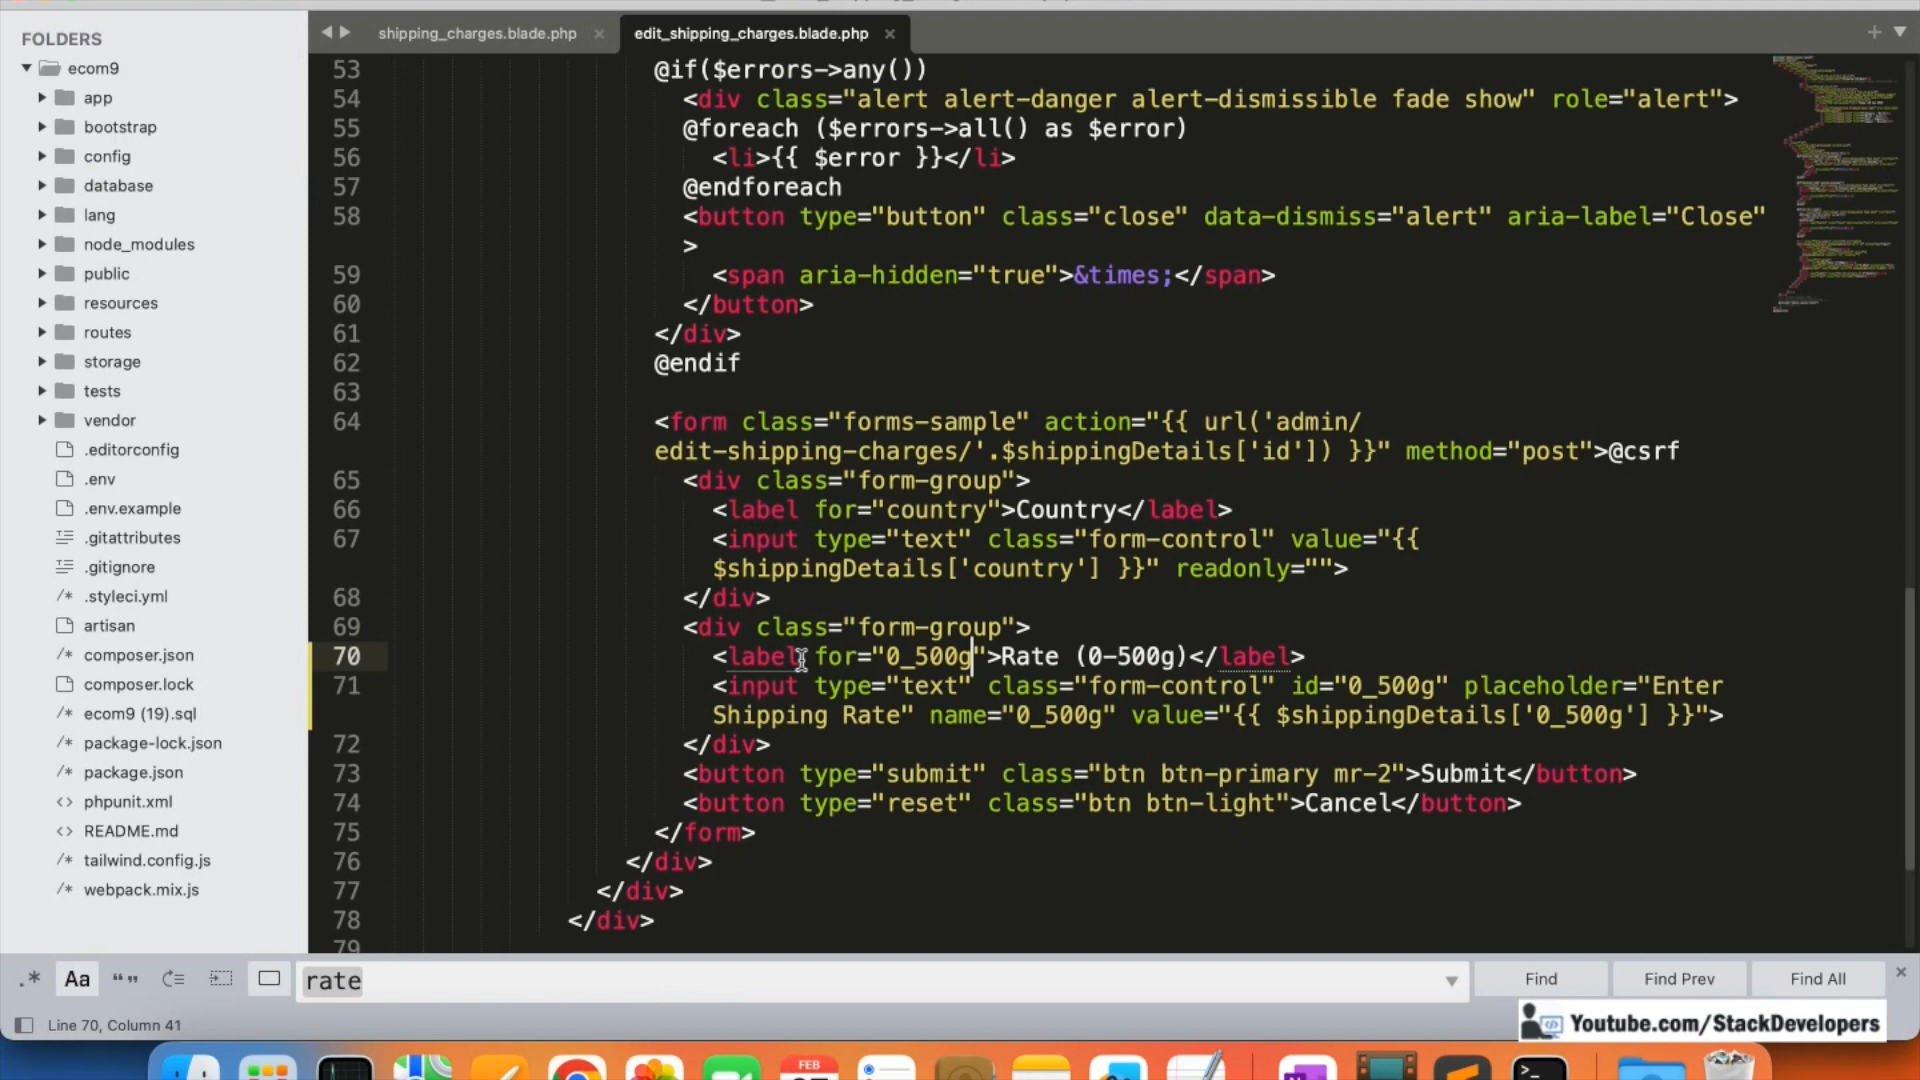 FOLDERS
ecom9
app
bootstrap
config
database
lang
node_modules
public
resources
routes
storage
tests
vendor
.editorconfig
.env
.env.example
.gitattributes
.gitignore
.styleci.yml
artisan
composer.json
composer.lock
ecom9 (19).sql
package-lock.json
package.json
phpunit.xml
README.md
tailwind.config.js
webpack.mix.js
shipping_charges.blade.php
edit_shipping_charges.blade.php
53 @if($errors->any())
54 <div class="alert alert-danger alert-dismissible fade show" role="alert">
55 @foreach ($errors->all() as $error)
56 <li>{{ $error }}</li>
57 @endforeach
58 <button type="button" class="close" data-dismiss="alert" aria-label="Close"
>
59 <span aria-hidden="true">&times;</span>
60 </button>
61 </div>
62 @endif
63
64 <form class="forms-sample" action="{{ url('admin/
edit-shipping-charges/'.$shippingDetails['id']) }}" method="post">@csrf
65 <div class="form-group">
66 <label for="country">Country</label>
67 <input type="text" class="form-control" value="{{
$shippingDetails['country'] }}" readonly="">
68 </div>
69 <div class="form-group">
70 <label for="0_500g">Rate (0-500g)</label>
71 <input type="text" class="form-control" id="0_500g" placeholder="Enter
Shipping Rate" name="0_500g" value="{{ $shippingDetails['0_500g'] }}">
72 </div>
73 <button type="submit" class="btn btn-primary mr-2">Submit</button>
74 <button type="reset" class="btn btn-light">Cancel</button>
75 </form>
76 </div>
77 </div>
78 </div>
79
.* Aa “” rate Find Find Prev Find All
Line 70, Column 41
Youtube.com/StackDevelopers
FEB